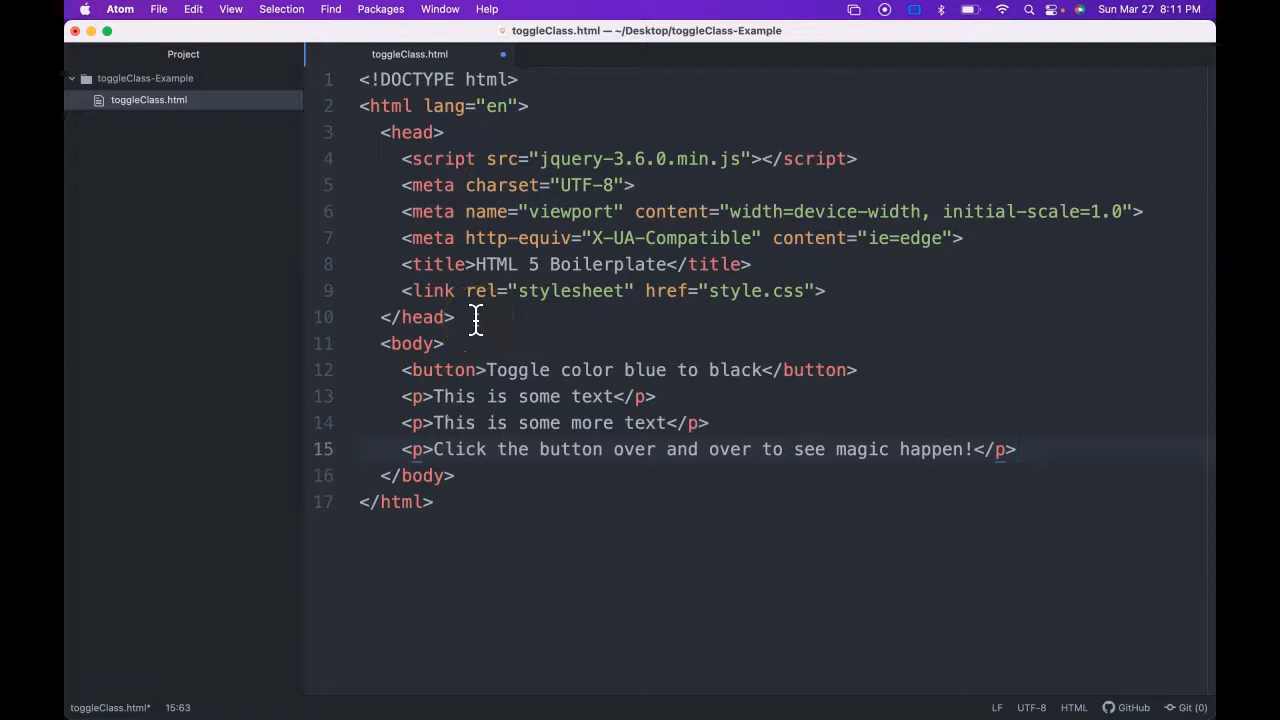 Atom File Edit View Selection Find Packages Window Help Sun Mar 27 8:11 PM
toggleClass.html — ~/Desktop/toggleClass-Example
Project toggleClass.html
toggleClass-Example
toggleClass.html
1 <!DOCTYPE html>
2 <html lang="en">
3 <head>
4 <script src="jquery-3.6.0.min.js"></script>
5 <meta charset="UTF-8">
6 <meta name="viewport" content="width=device-width, initial-scale=1.0">
7 <meta http-equiv="X-UA-Compatible" content="ie=edge">
8 <title>HTML 5 Boilerplate</title>
9 <link rel="stylesheet" href="style.css">
10 </head>
11 <body>
12 <button>Toggle color blue to black</button>
13 <p>This is some text</p>
14 <p>This is some more text</p>
15 <p>Click the button over and over to see magic happen!</p>
16 </body>
17 </html>
toggleClass.html* 15:63 LF UTF-8 HTML GitHub Git (0)